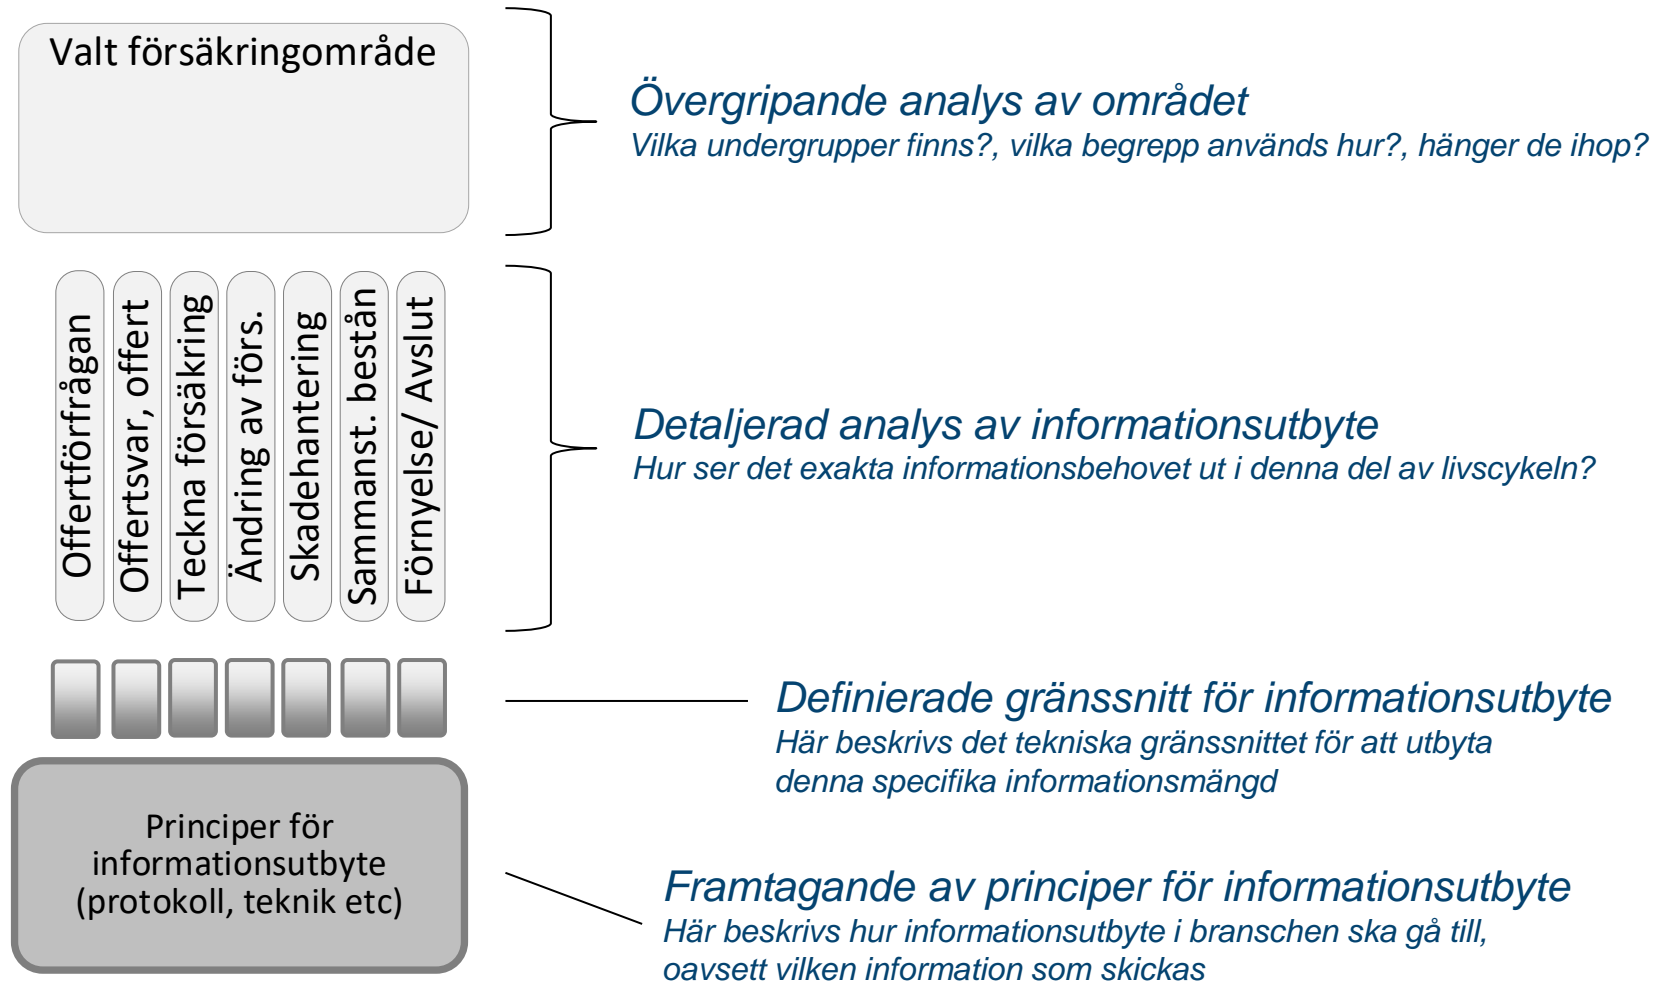 Valt försäkringområde
Övergripande analys av området
Vilka undergrupper finns?, vilka begrepp används hur?, hänger de ihop?
Offertförfrågan
Offertsvar, offert
Teckna försäkring
Ändring av förs.
Skadehantering
Sammanst. bestån
Förnyelse/ Avslut
Detaljerad analys av informationsutbyte
Hur ser det exakta informationsbehovet ut i denna del av livscykeln?
Definierade gränssnitt för informationsutbyte
Här beskrivs det tekniska gränssnittet för att utbyta
denna specifika informationsmängd
Principer för
informationsutbyte
(protokoll, teknik etc)
Framtagande av principer för informationsutbyte
Här beskrivs hur informationsutbyte i branschen ska gå till,
oavsett vilken information som skickas